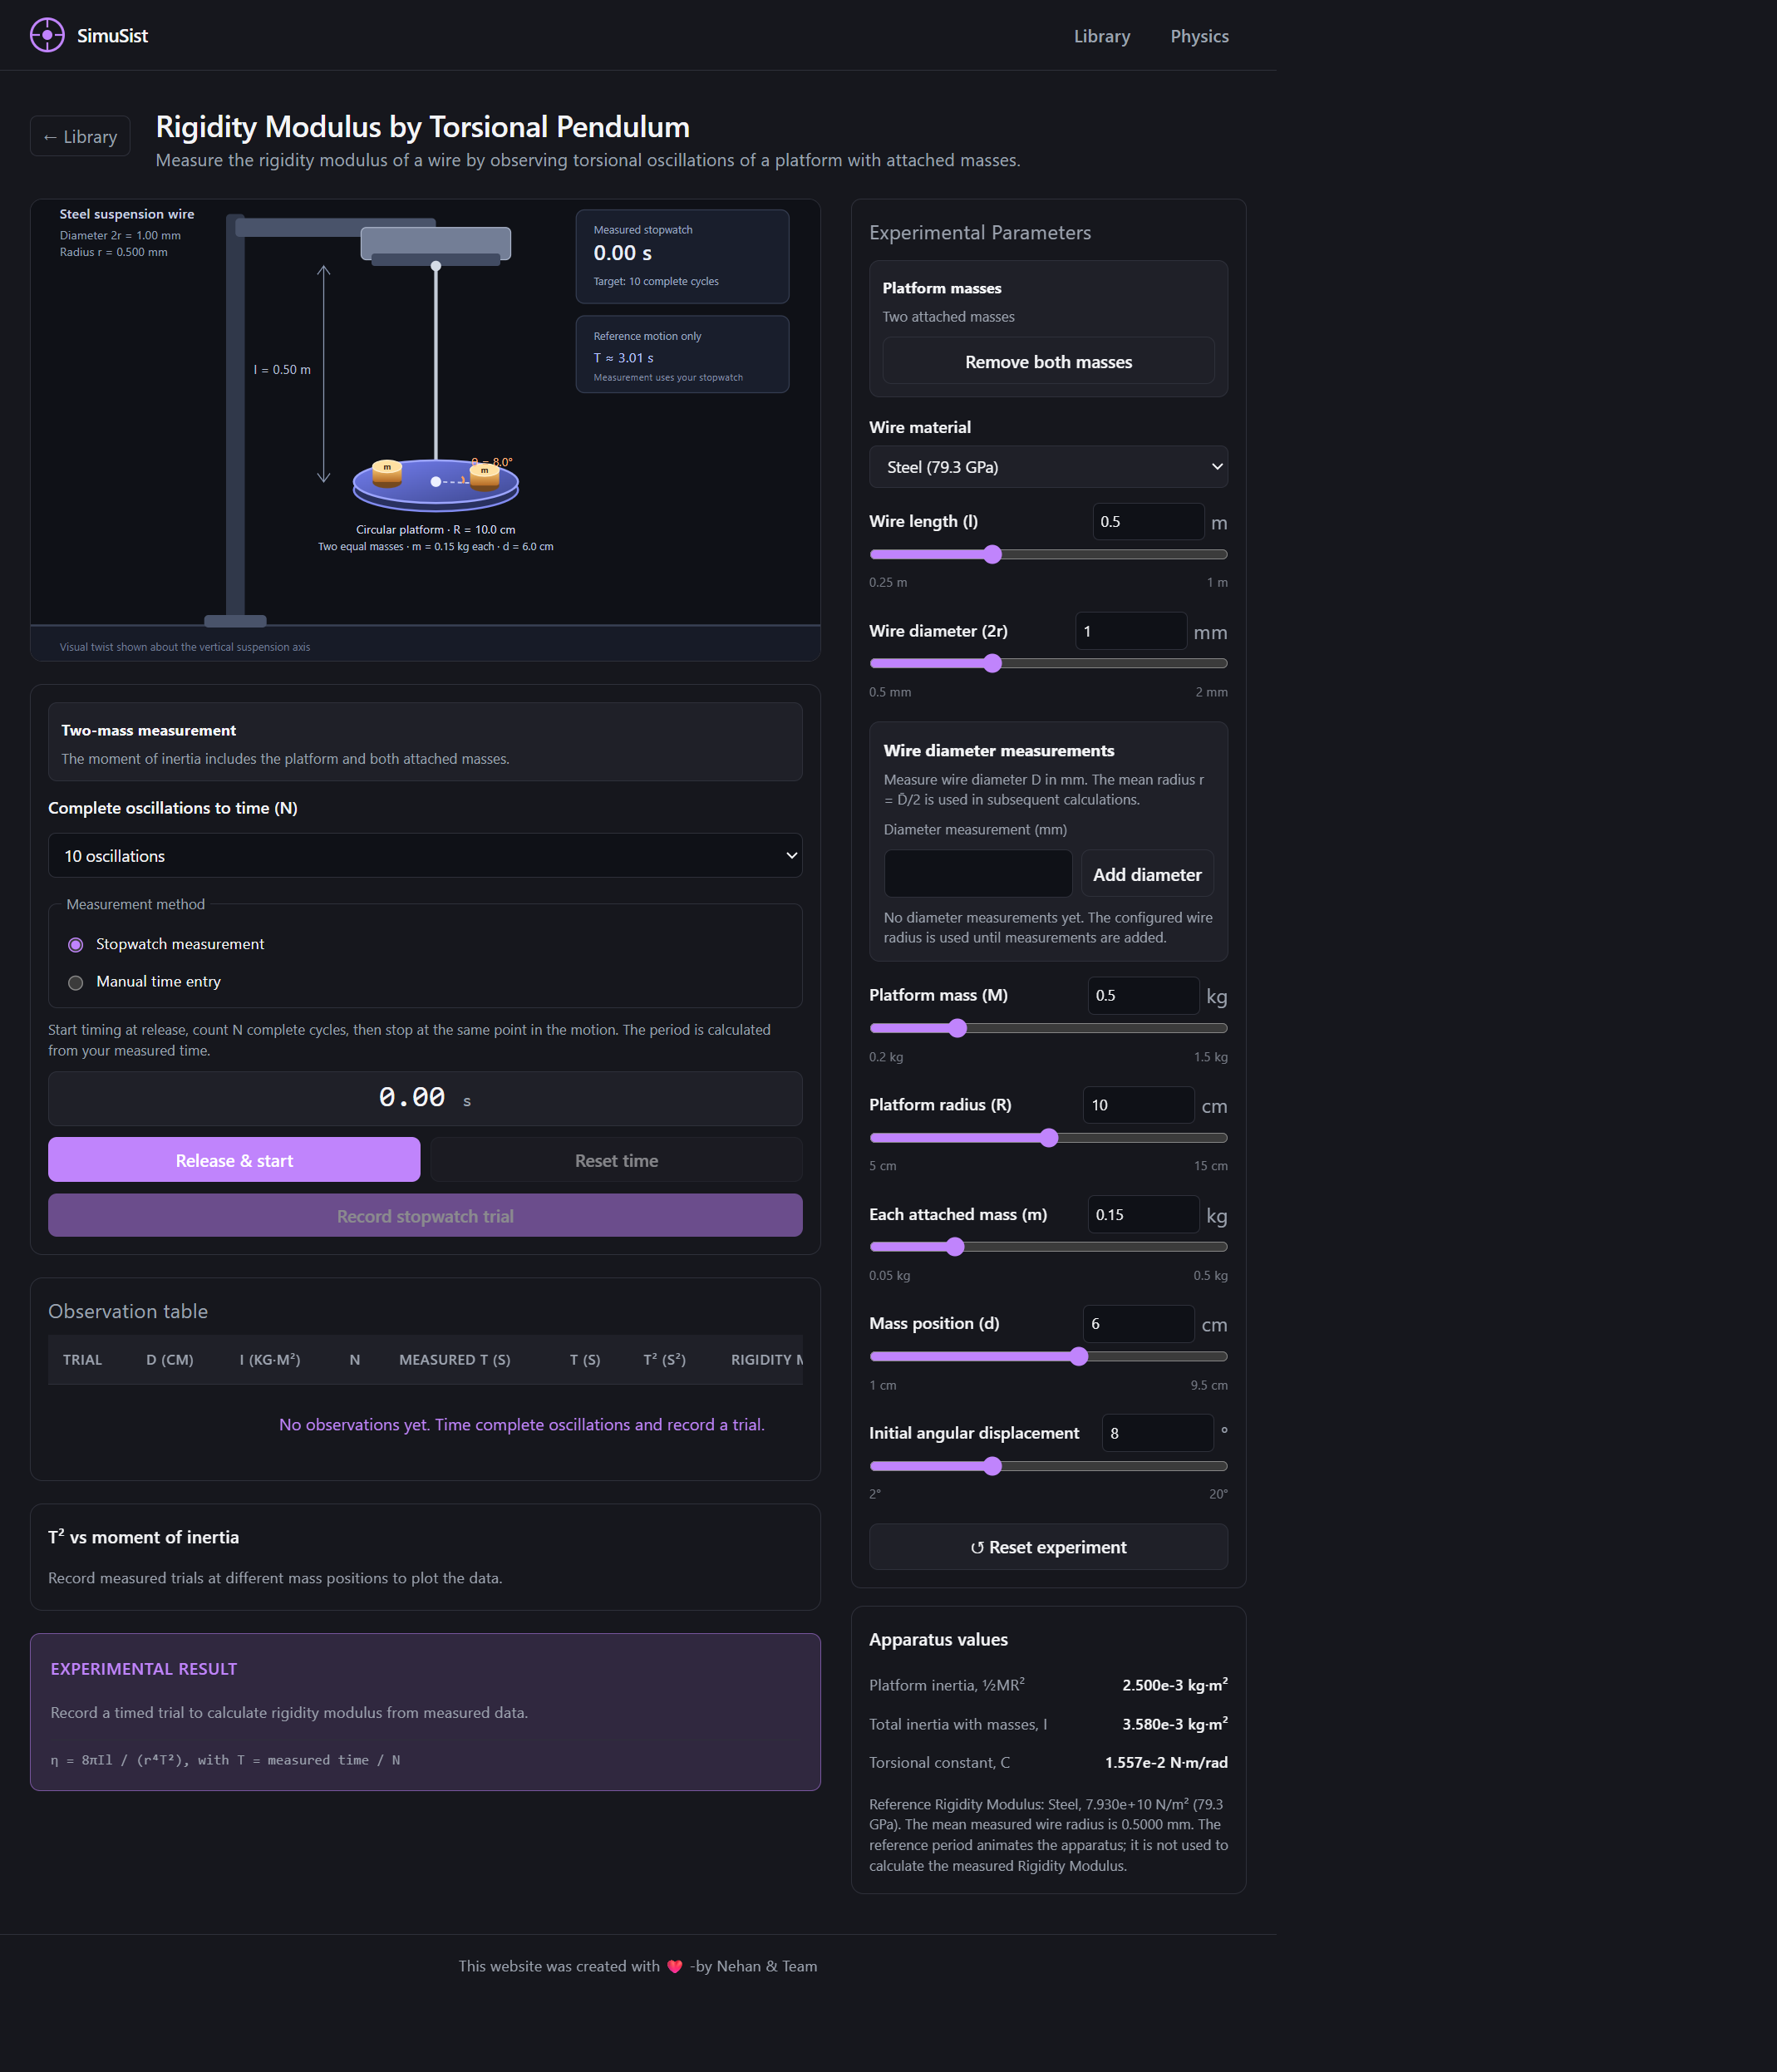 SimuSist
Library
Physics
← Library
Rigidity Modulus by Torsional Pendulum
Measure the rigidity modulus of a wire by observing torsional oscillations of a platform with attached masses.
Steel suspension wire
Diameter 2r = 1.00 mm
Radius r = 0.500 mm
l = 0.50 m
Measured stopwatch
0.00 s
Target: 10 complete cycles
Reference motion only
T ≈ 3.01 s
Measurement uses your stopwatch
m
m
= 8.0°
Circular platform · R = 10.0 cm
Two equal masses · m = 0.15 kg each · d = 6.0 cm
Visual twist shown about the vertical suspension axis
Two-mass measurement
The moment of inertia includes the platform and both attached masses.
Complete oscillations to time (N)
10 oscillations
Measurement method
Stopwatch measurement
Manual time entry
Start timing at release, count N complete cycles, then stop at the same point in the motion. The period is calculated
from your measured time.
0.00 s
Release & start
Reset time
Record stopwatch trial
Observation table
TRIAL D (CM) I (KG·M²) N MEASURED T (S) T (S) T² (S²) RIGIDITY
No observations yet. Time complete oscillations and record a trial.
T² vs moment of inertia
Record measured trials at different mass positions to plot the data.
EXPERIMENTAL RESULT
Record a timed trial to calculate rigidity modulus from measured data.
η = 8πIl / (r⁴T²), with T = measured time / N
Experimental Parameters
Platform masses
Two attached masses
Remove both masses
Wire material
Steel (79.3 GPa)
Wire length (l) 0.5 m
0.25 m 1 m
Wire diameter (2r) 1 mm
0.5 mm 2 mm
Wire diameter measurements
Measure wire diameter D in mm. The mean radius r
= D̄/2 is used in subsequent calculations.
Diameter measurement (mm)
Add diameter
No diameter measurements yet. The configured wire
radius is used until measurements are added.
Platform mass (M) 0.5 kg
0.2 kg 1.5 kg
Platform radius (R) 10 cm
5 cm 15 cm
Each attached mass (m) 0.15 kg
0.05 kg 0.5 kg
Mass position (d) 6 cm
1 cm 9.5 cm
Initial angular displacement 8 °
2° 20°
↺ Reset experiment
Apparatus values
Platform inertia, ½MR² 2.500e-3 kg·m²
Total inertia with masses, I 3.580e-3 kg·m²
Torsional constant, C 1.557e-2 N·m/rad
Reference Rigidity Modulus: Steel, 7.930e+10 N/m² (79.3
GPa). The mean measured wire radius is 0.5000 mm. The
reference period animates the apparatus; it is not used to
calculate the measured Rigidity Modulus.
This website was created with ❤️ -by Nehan & Team